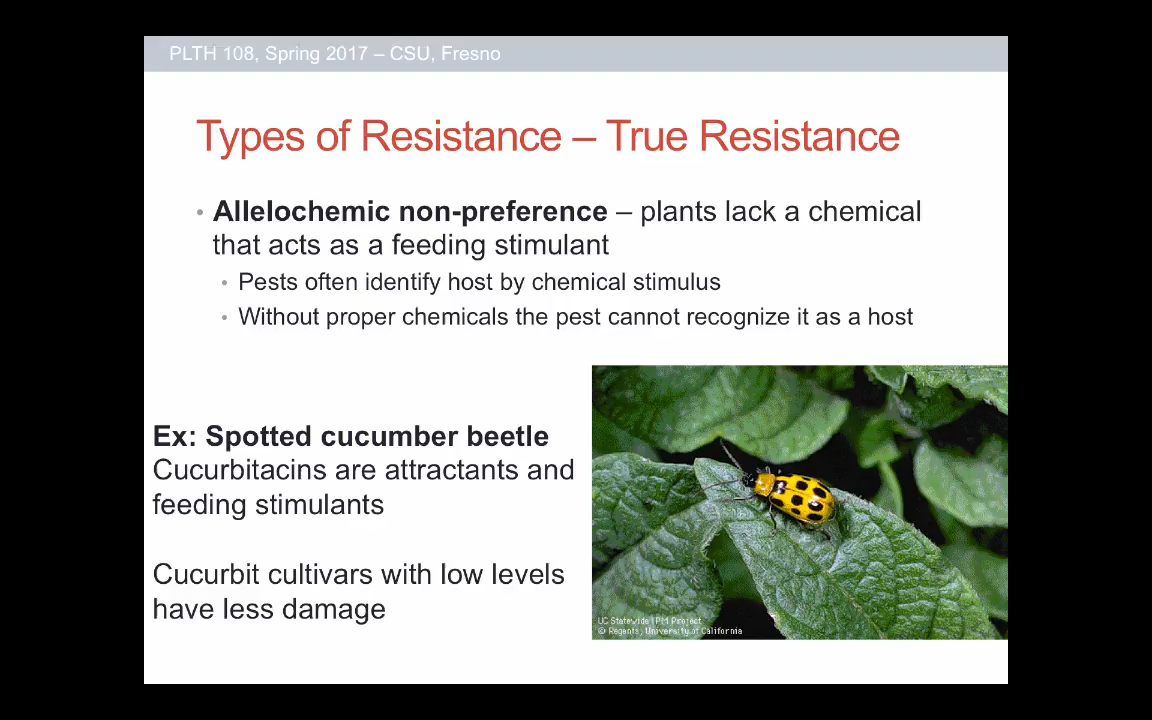 PLTH 108, Spring 2017 – CSU, Fresno
Types of Resistance – True Resistance
• Allelochemic non-preference – plants lack a chemical
that acts as a feeding stimulant
• Pests often identify host by chemical stimulus
• Without proper chemicals the pest cannot recognize it as a host
Ex: Spotted cucumber beetle
Cucurbitacins are attractants and
feeding stimulants
Cucurbit cultivars with low levels
have less damage
UC Statewide IPM Project
© Regents, University of California